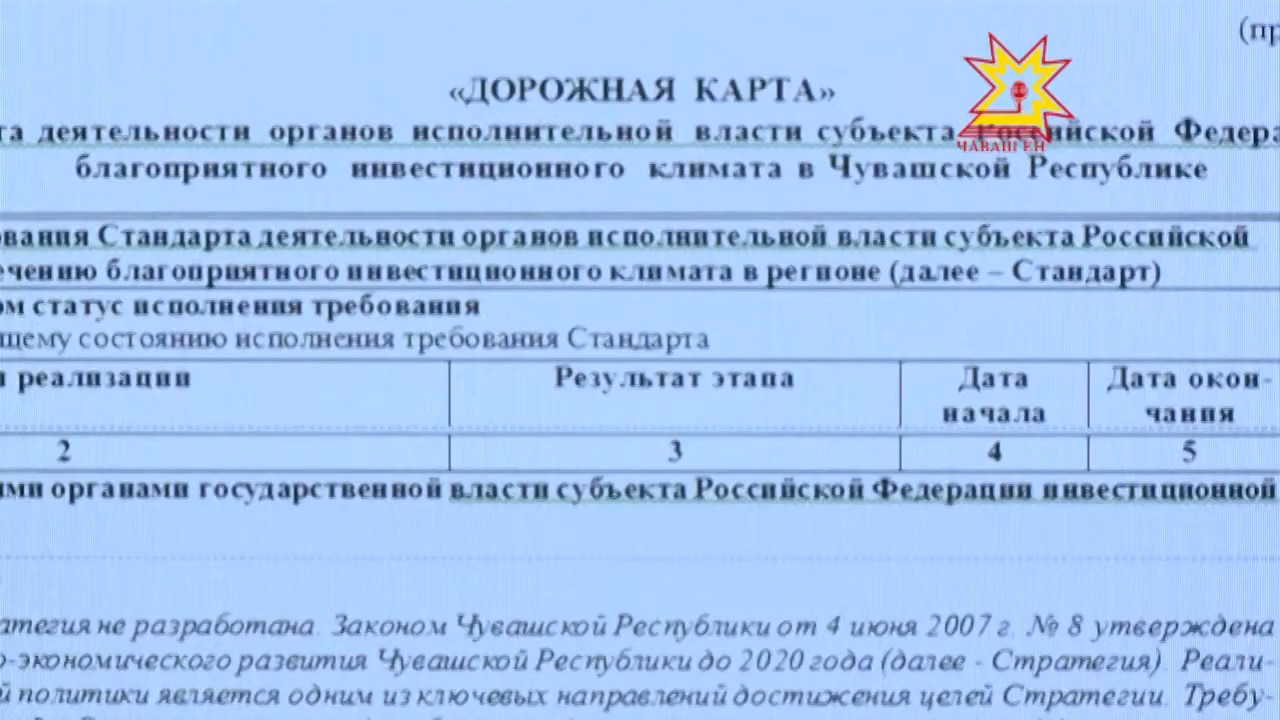 (пр
«ДОРОЖНАЯ КАРТА»
ЧАВАШ ЕН
та деятельности органов исполнительной власти субъекта Российской Федера
благоприятного инвестиционного климата в Чувашской Республике
ования Стандарта деятельности органов исполнительной власти субъекта Российской
ечению благоприятного инвестиционного климата в регионе (далее – Стандарт)
ом статус исполнения требования
щему состоянию исполнения требования Стандарта
и реализации Результат этапа Дата начала Дата окон-чания
2 3 4 5
ими органами государственной власти субъекта Российской Федерации инвестиционной
атегия не разработана. Законом Чувашской Республики от 4 июня 2007 г. № 8 утверждена
о-экономического развития Чувашской Республики до 2020 года (далее - Стратегия). Реали-
й политики является одним из ключевых направлений достижения целей Стратегии. Требу-